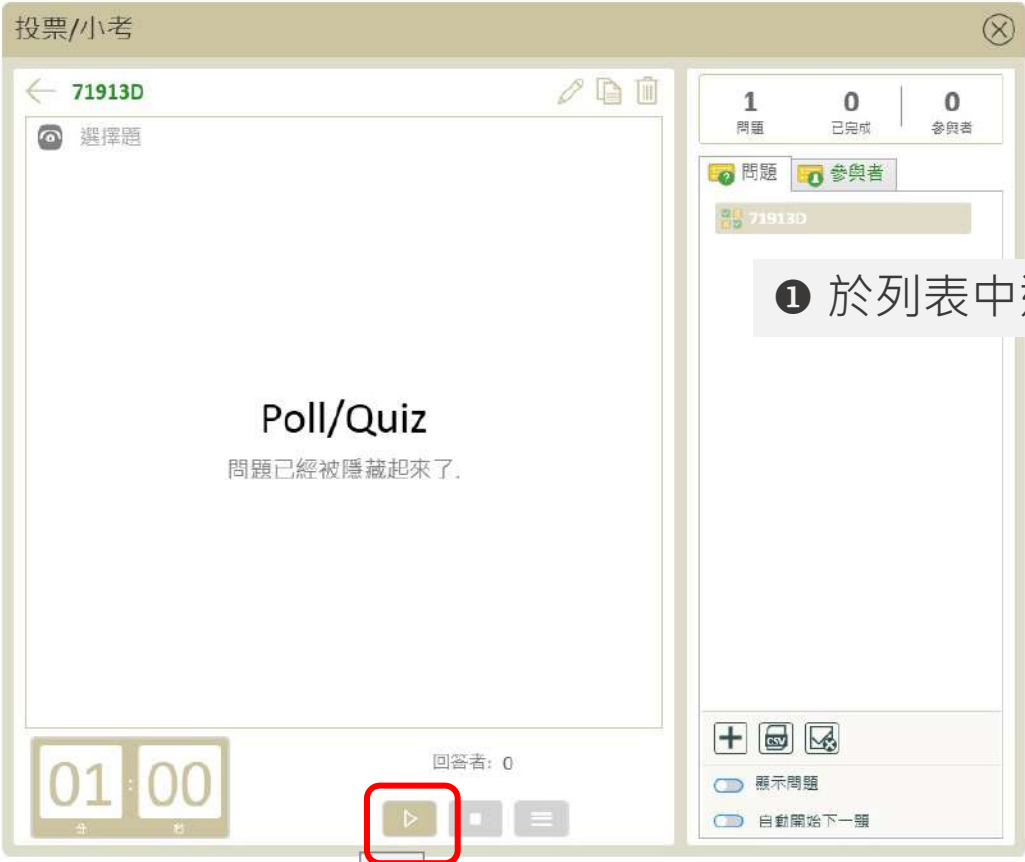 投票/小考
71913D
選擇題
Poll/Quiz
問題已經被隱藏起來了.
01 : 00
分 秒
回答者: 0
1 0 0
問題 已完成 參與者
問題 參與者
71913D
❶ 於列表中
CSV
顯示問題
自動開始下一題